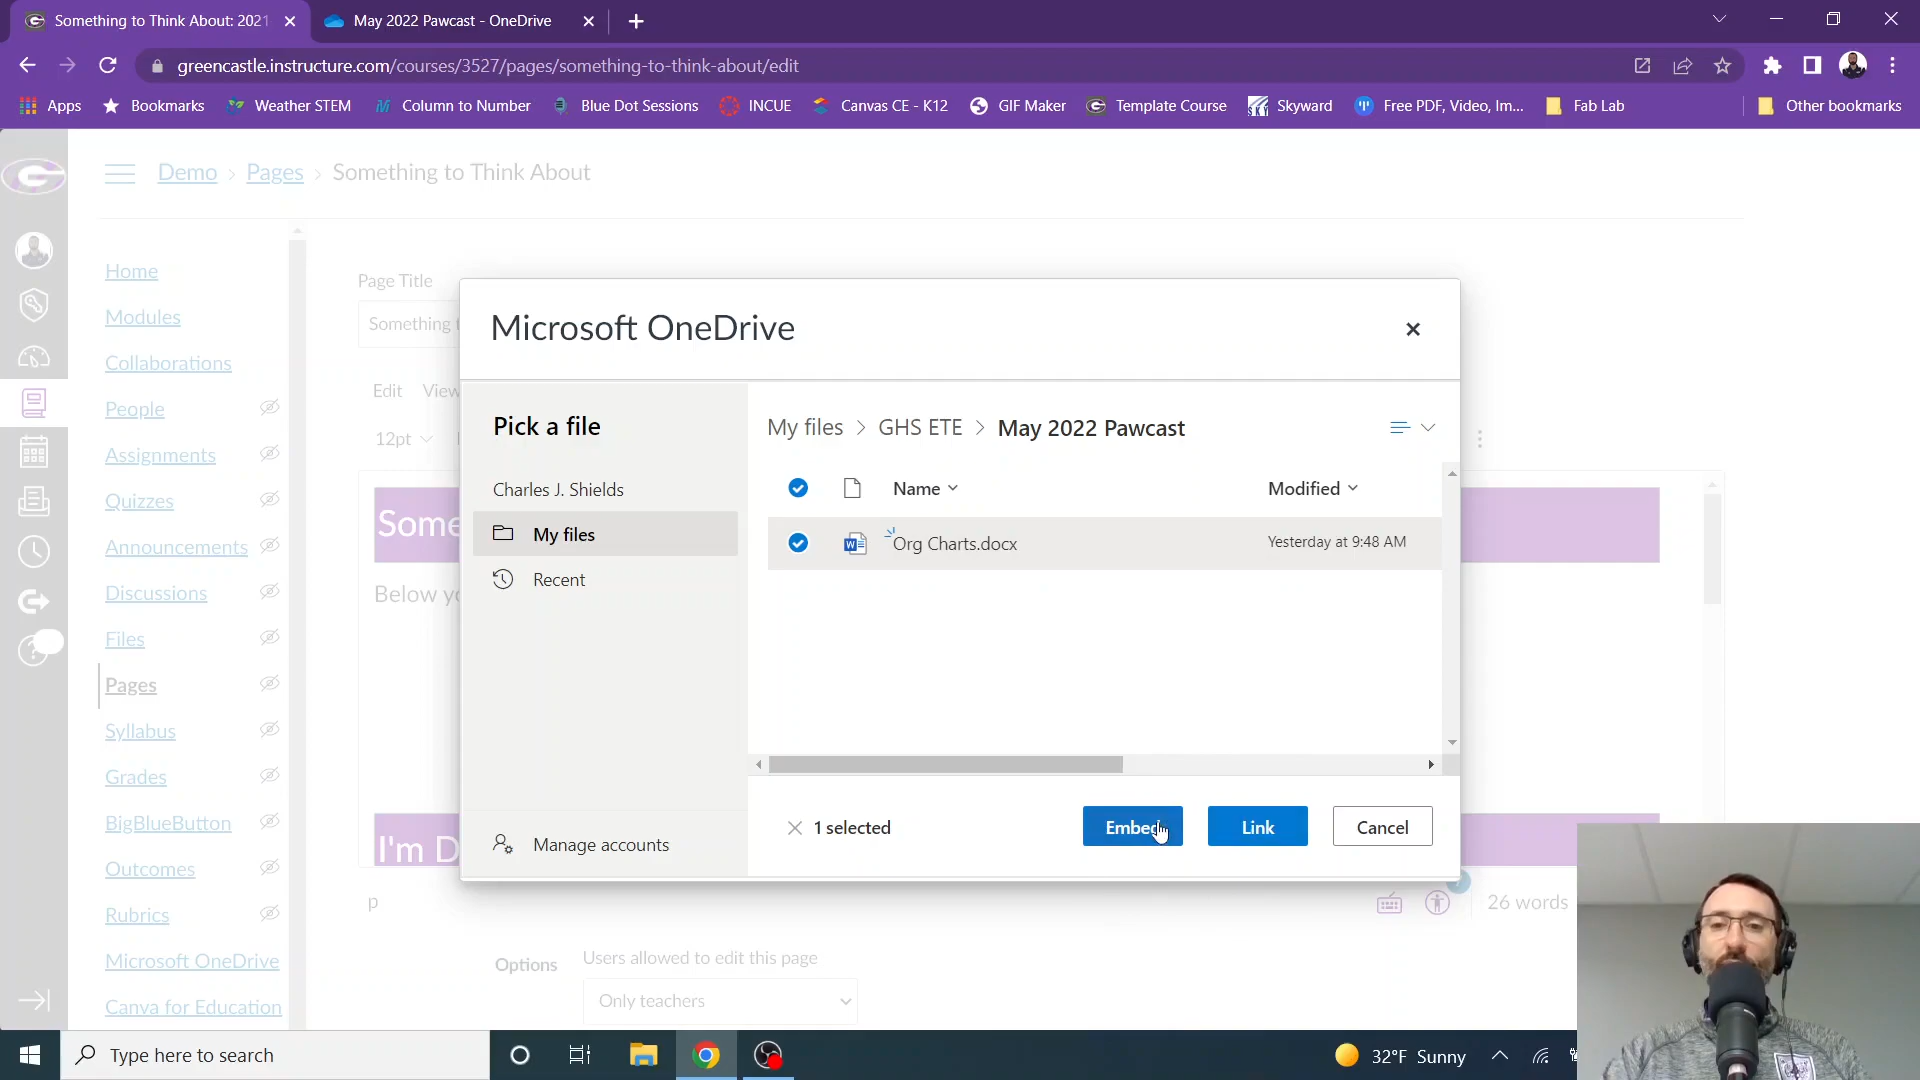 Something to Think About: 2021
May 2022 Pawcast - OneDrive
greencastle.instructure.com/courses/3527/pages/something-to-think-about/edit
Apps
Bookmarks
Weather STEM
Column to Number
Blue Dot Sessions
INCUE
Canvas CE - K12
GIF Maker
Template Course
Skyward
Free PDF, Video, Im...
Fab Lab
Other bookmarks
Demo > Pages > Something to Think About
Home
Modules
Collaborations
People
Assignments
Quizzes
Announcements
Discussions
Files
Pages
Syllabus
Grades
BigBlueButton
Outcomes
Rubrics
Microsoft OneDrive
Canva for Education
Page Title
Something
Edit View
12pt
Some
Below yo
I'm D
p
26 words
Options
Users allowed to edit this page
Only teachers
Microsoft OneDrive
Pick a file
Charles J. Shields
My files
Recent
Manage accounts
My files > GHS ETE > May 2022 Pawcast
Name
Modified
Org Charts.docx
Yesterday at 9:48 AM
1 selected
Embed
Link
Cancel
Type here to search
32°F Sunny